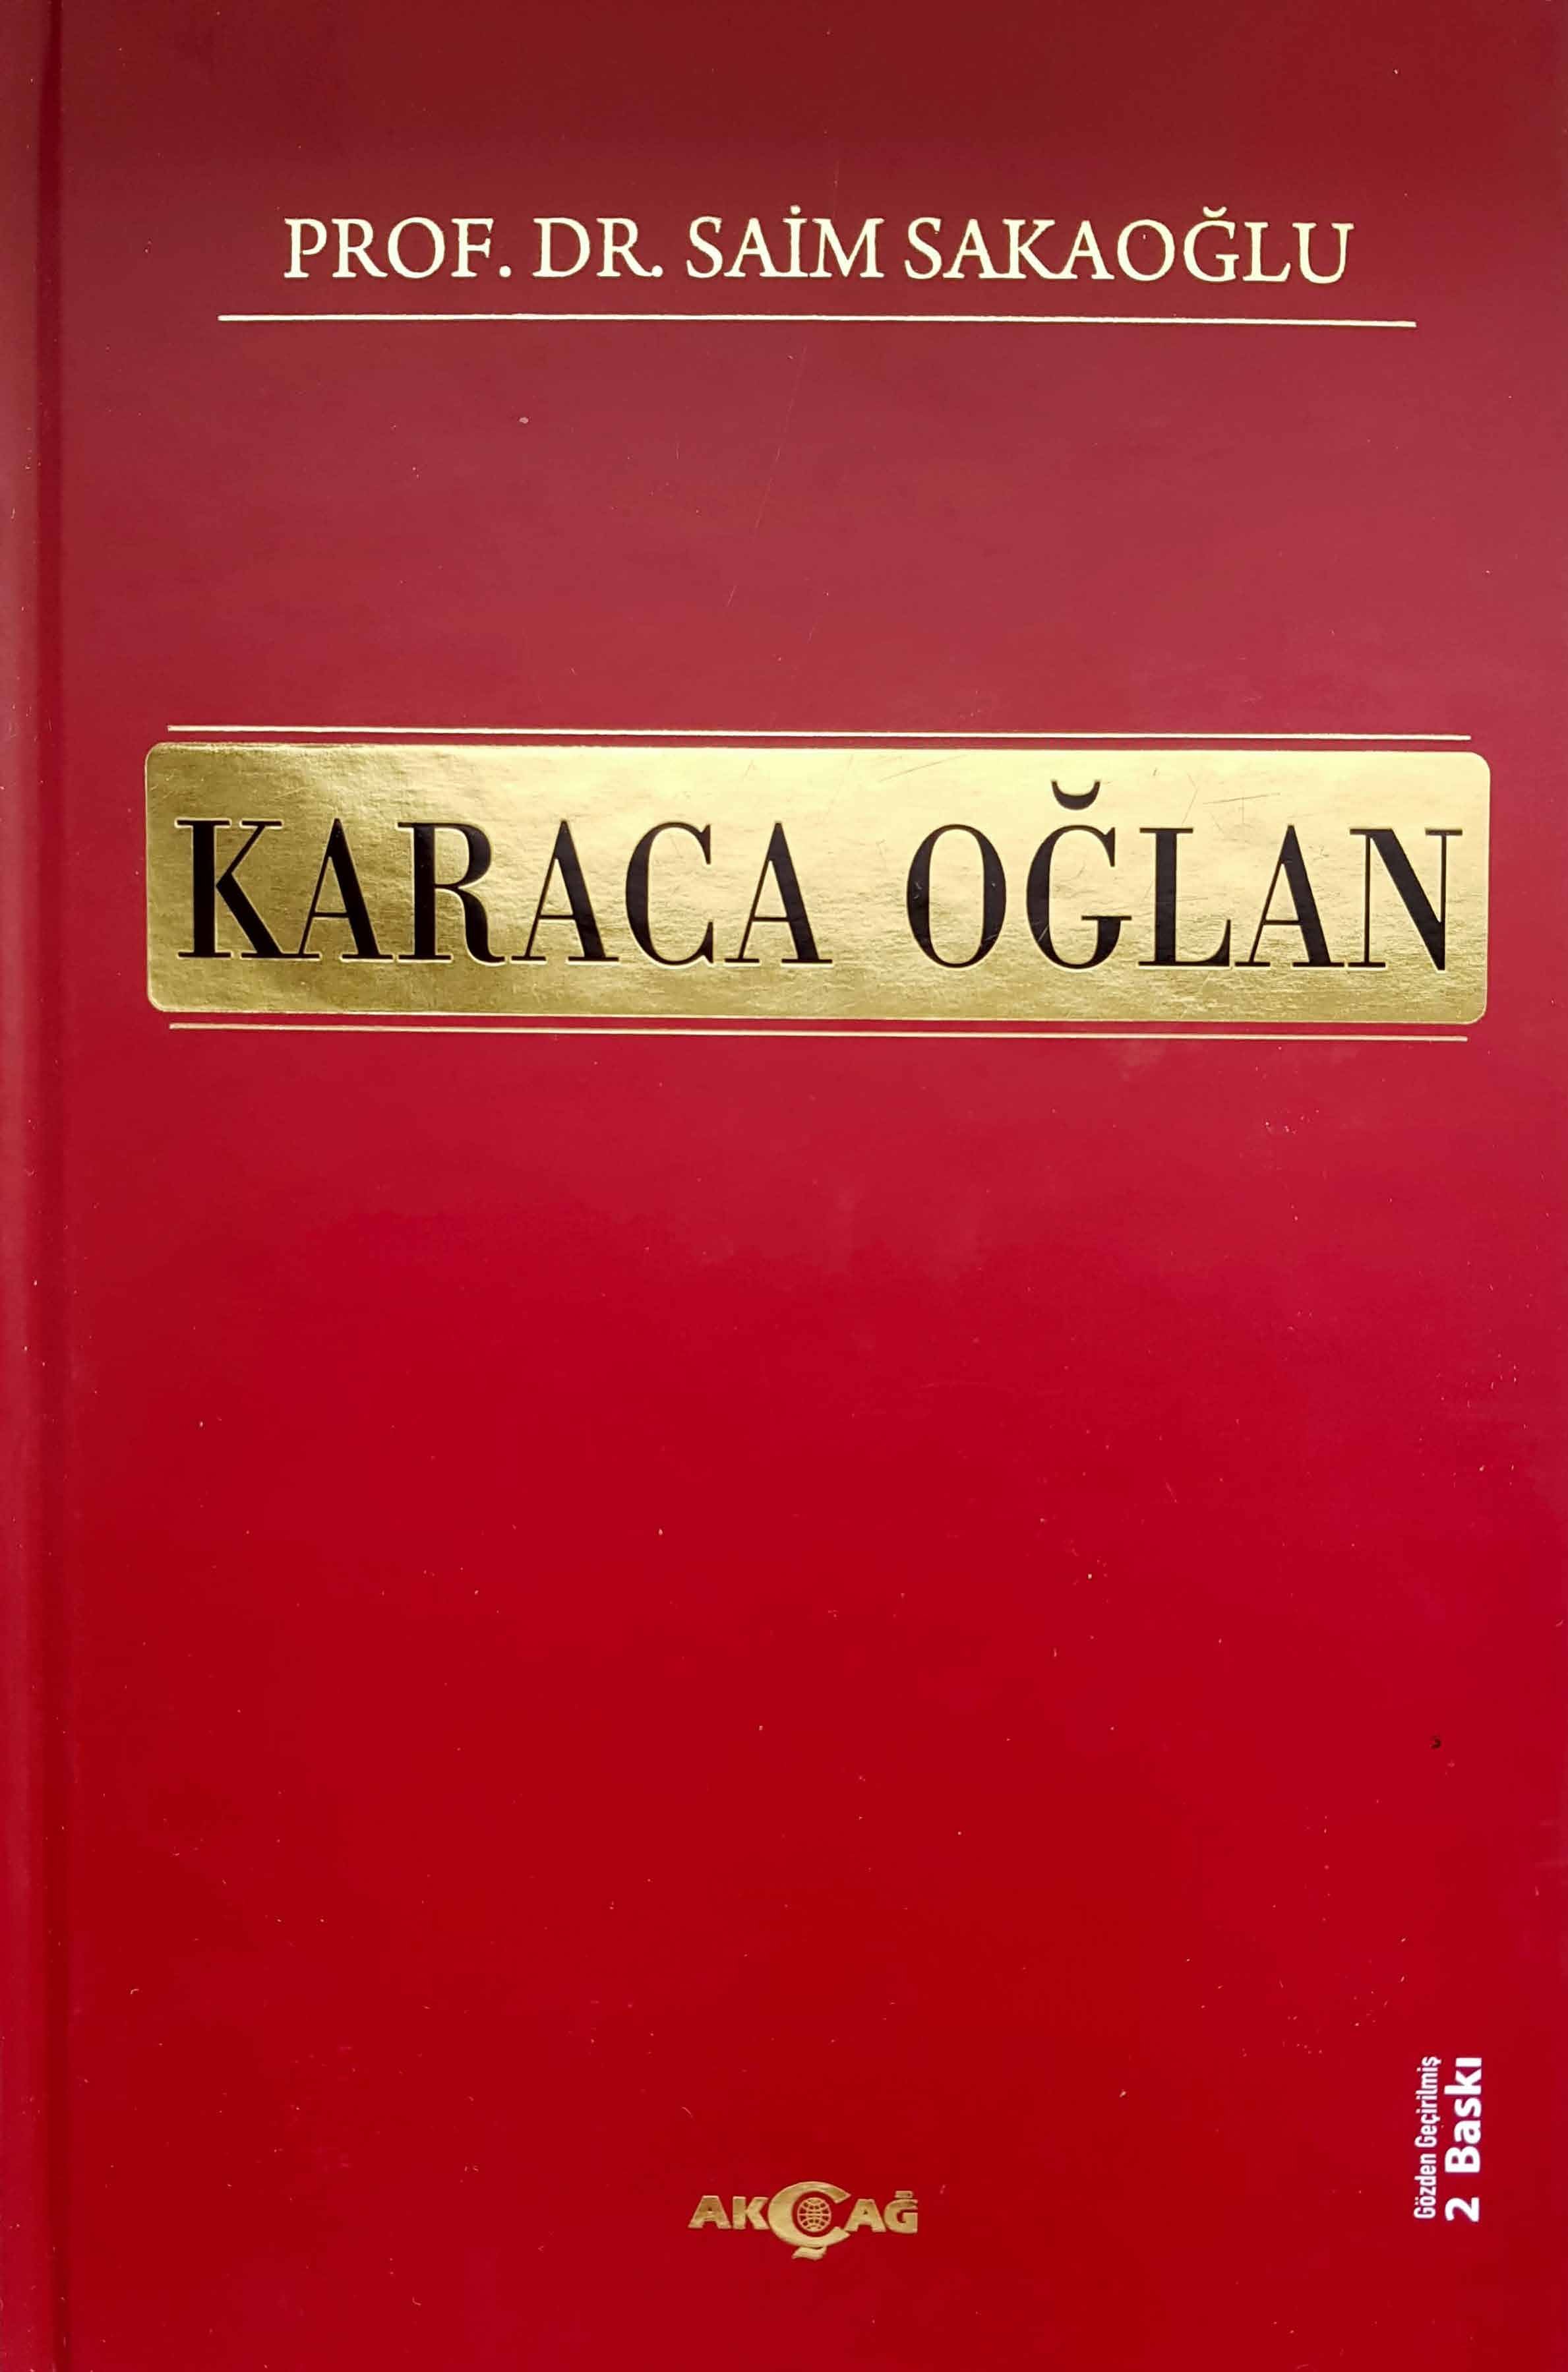 PROF. DR. SAİM SAKAOĞLU
KARACA OĞLAN
Gözden Geçirilmiş
2 Baskı
AKÇAĞ